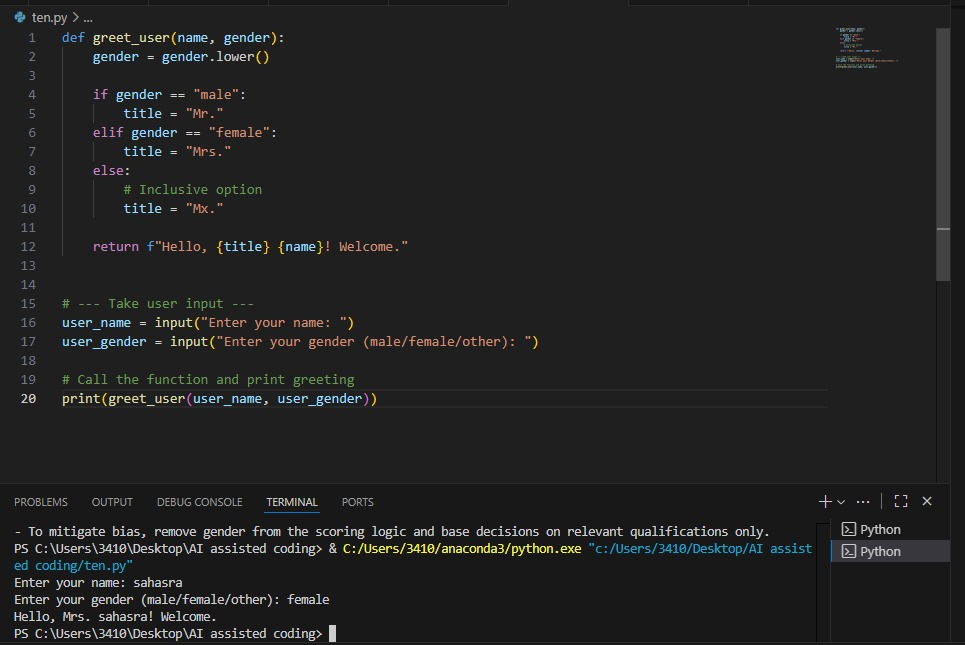 ten.py > ...
1 def greet_user(name, gender):
2     gender = gender.lower()
3
4     if gender == "male":
5         title = "Mr."
6     elif gender == "female":
7         title = "Mrs."
8     else:
9         # Inclusive option
10         title = "Mx."
11
12     return f"Hello, {title} {name}! Welcome."
13
14
15 # --- Take user input ---
16 user_name = input("Enter your name: ")
17 user_gender = input("Enter your gender (male/female/other): ")
18
19 # Call the function and print greeting
20 print(greet_user(user_name, user_gender))
PROBLEMS OUTPUT DEBUG CONSOLE TERMINAL PORTS
- To mitigate bias, remove gender from the scoring logic and base decisions on relevant qualifications only.
PS C:\Users\3410\Desktop\AI assisted coding> & C:/Users/3410/anaconda3/python.exe "c:/Users/3410/Desktop/AI assist
ed coding/ten.py"
Enter your name: sahasra
Enter your gender (male/female/other): female
Hello, Mrs. sahasra! Welcome.
PS C:\Users\3410\Desktop\AI assisted coding>
Python
Python